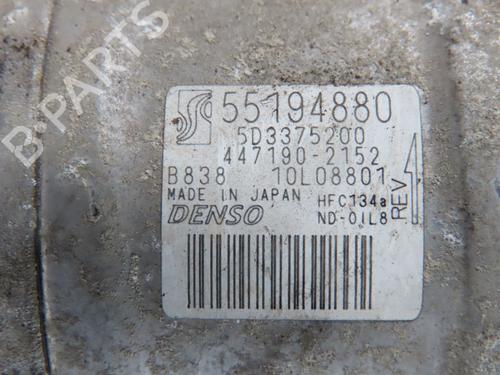 55194880
5D3375200
447190-2152
B838 10L08801
MADE IN JAPAN HFC134a
DENSO ND-OIL8
REV
B-PARTS